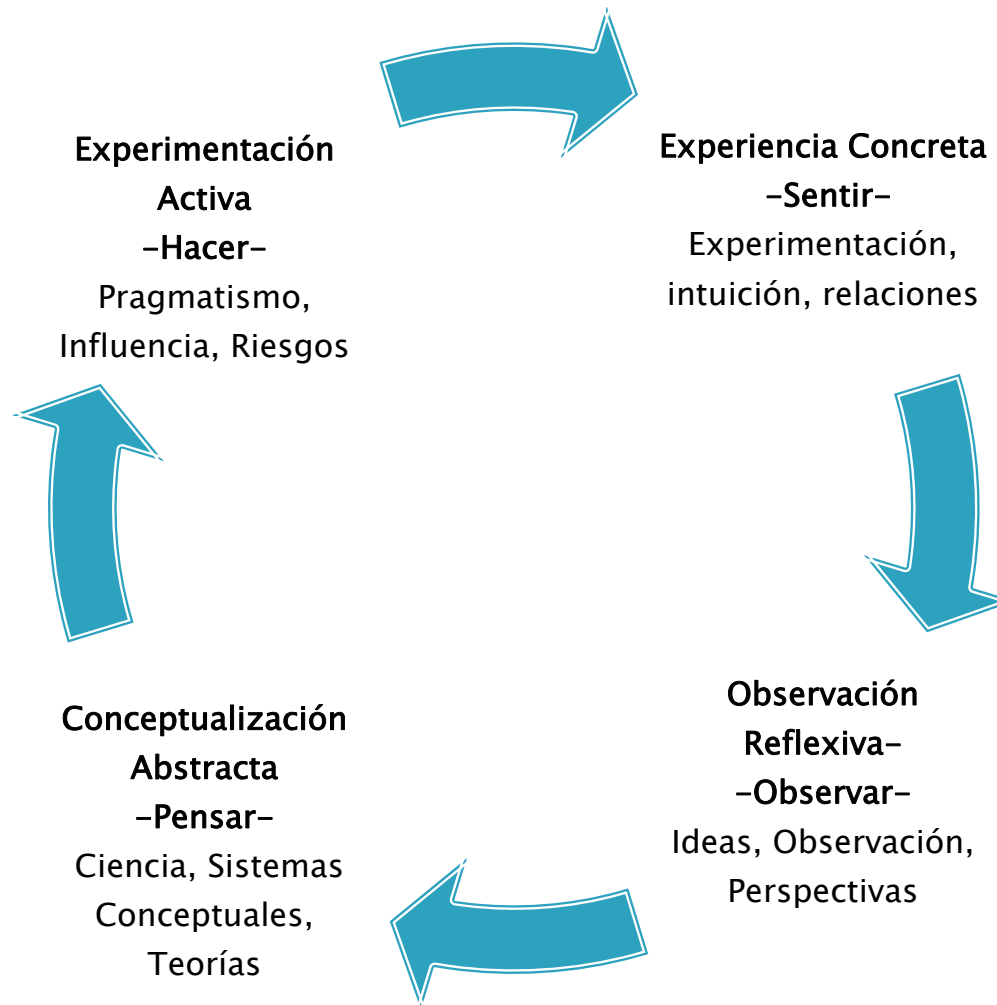 Experimentación
Activa
-Hacer-
Pragmatismo,
Influencia, Riesgos
Experiencia Concreta
-Sentir-
Experimentación,
intuición, relaciones
Observación
Reflexiva-
-Observar-
Ideas, Observación,
Perspectivas
Conceptualización
Abstracta
-Pensar-
Ciencia, Sistemas
Conceptuales,
Teorías